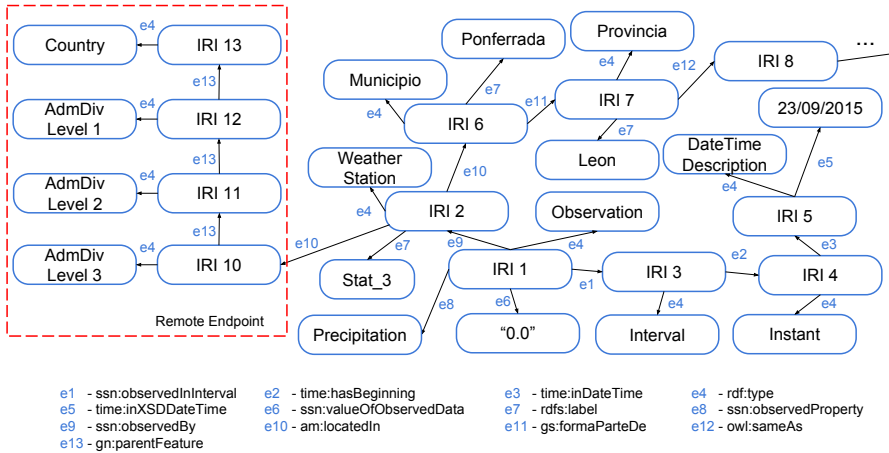 Country
e4
IRI 13
e13
AdmDiv
Level 1
e4
IRI 12
e13
AdmDiv
Level 2
e4
IRI 11
e13
AdmDiv
Level 3
e4
IRI 10
Remote Endpoint
Ponferrada
Provincia
...
Municipio
e7
e4
e12
IRI 8
e4
e11
IRI 7
IRI 6
e7
23/09/2015
Weather
Station
e10
Leon
DateTime
Description
e5
e4
IRI 2
Observation
e4
IRI 5
e10
e7
e9
e4
e2
e3
Stat_3
IRI 1
e1
IRI 3
IRI 4
e8
e6
e4
e4
Precipitation
“0.0”
Interval
Instant
e1 - ssn:observedInInterval
e2 - time:hasBeginning
e3 - time:inDateTime
e4 - rdf:type
e5 - time:inXSDDateTime
e6 - ssn:valueOfObservedData
e7 - rdfs:label
e8 - ssn:observedProperty
e9 - ssn:observedBy
e10 - am:locatedIn
e11 - gs:formaParteDe
e12 - owl:sameAs
e13 - gn:parentFeature